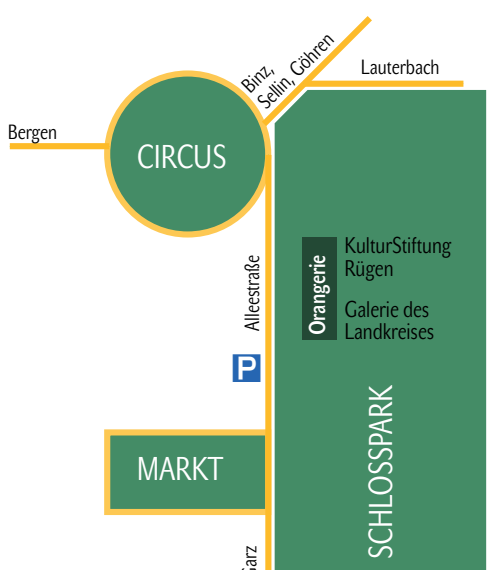 Binz,
Sellin, Göhren
Lauterbach
Bergen
CIRCUS
Alleestraße
Orangerie
KulturStiftung
Rügen
Galerie des
Landkreises
P
MARKT
SCHLOSSPARK